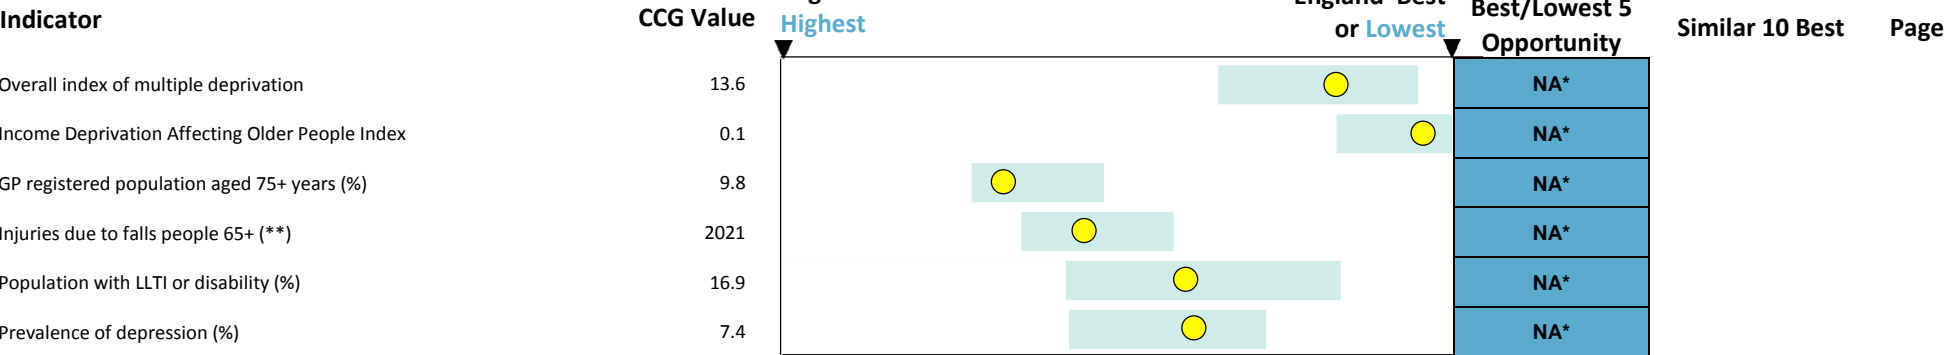 Indicator CCG Value Highest or Lowest Best/Lowest 5 Opportunity Similar 10 Best Page
Overall index of multiple deprivation 13.6 NA*
Income Deprivation Affecting Older People Index 0.1 NA*
GP registered population aged 75+ years (%) 9.8 NA*
Injuries due to falls people 65+ (**) 2021 NA*
Population with LLTI or disability (%) 16.9 NA*
Prevalence of depression (%) 7.4 NA*